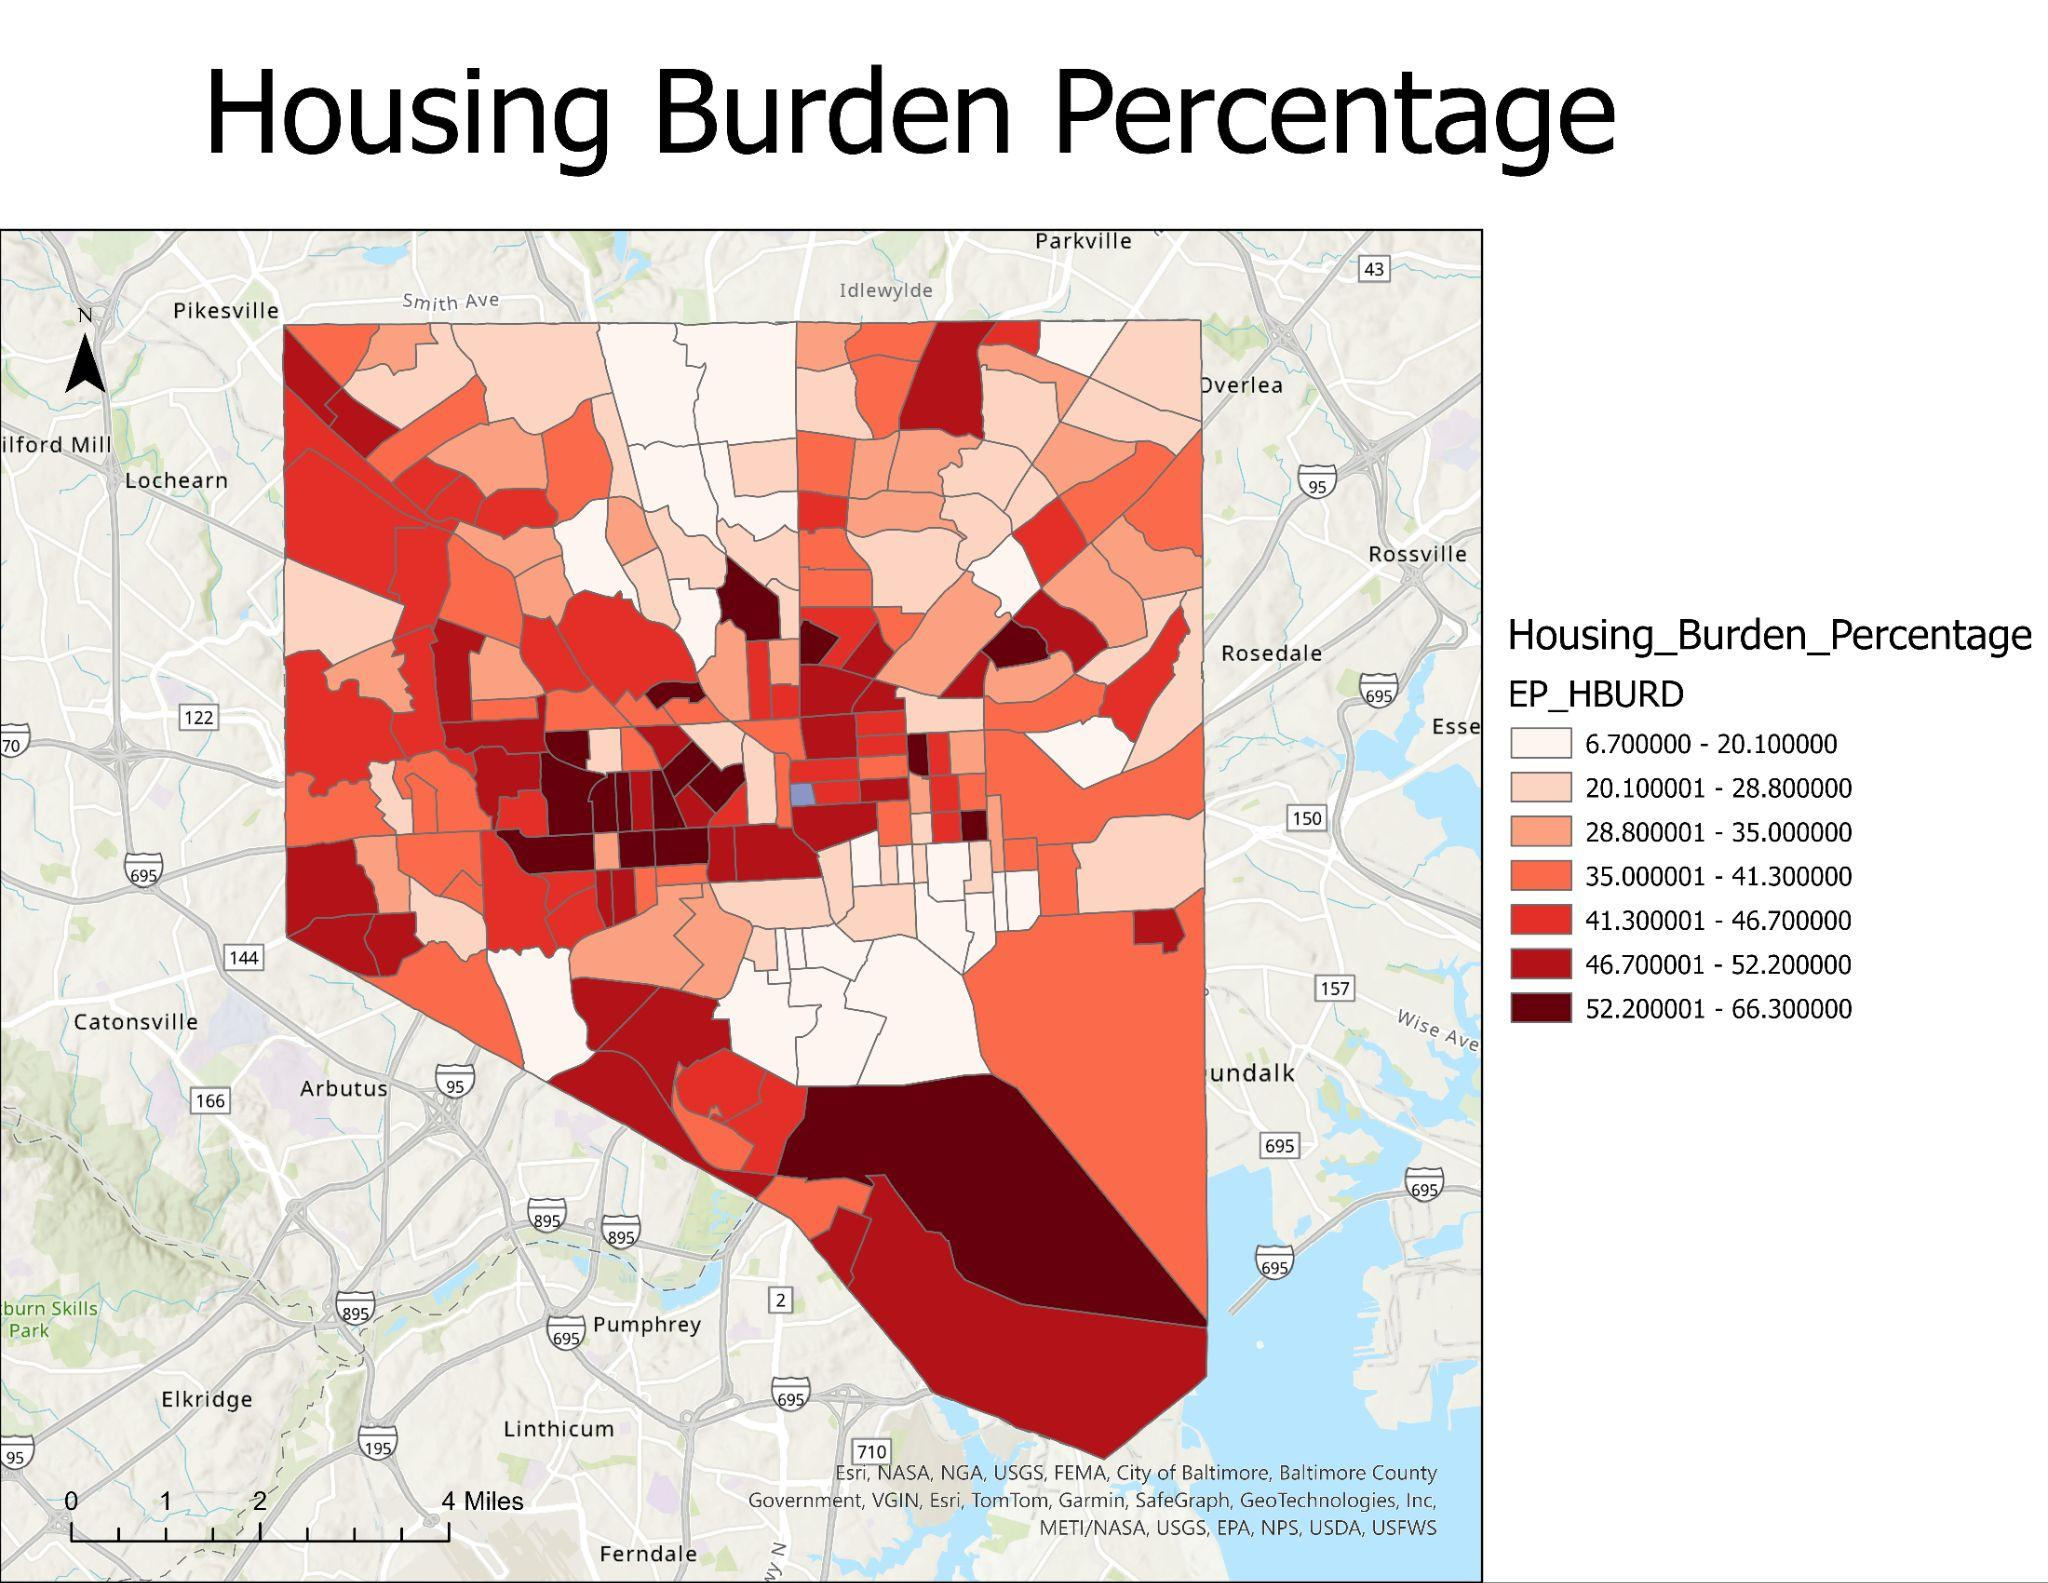 Housing Burden Percentage
Parkville
43
Idlewylde
Smith Ave
Pikesville
N
Overlea
ilford Mill
Lochearn
95
Rossville
Rosedale
695
122
Esse
70
150
695
144
157
Catonsville
Wise Ave
undalk
95
Arbutus
166
695
695
895
895
695
2
burn Skills
Park
895
695
Pumphrey
695
Elkridge
Linthicum
195
95
710
Ferndale
wy N
0 1 2 4 Miles
Esri, NASA, NGA, USGS, FEMA, City of Baltimore, Baltimore County
Government, VGIN, Esri, TomTom, Garmin, SafeGraph, GeoTechnologies, Inc,
METI/NASA, USGS, EPA, NPS, USDA, USFWS
Housing_Burden_Percentage
EP_HBURD
6.700000 - 20.100000
20.100001 - 28.800000
28.800001 - 35.000000
35.000001 - 41.300000
41.300001 - 46.700000
46.700001 - 52.200000
52.200001 - 66.300000